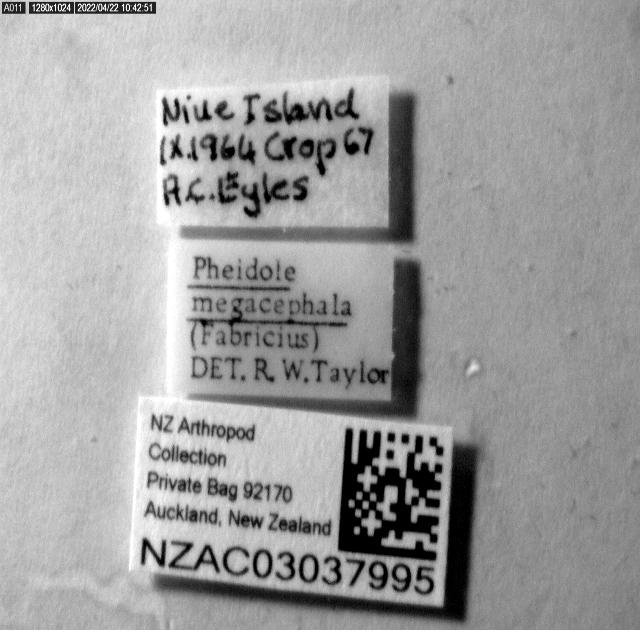 A011 1280x1024 2022/04/22 10:42:51
Niue Island
IX.1964 Crop 67
A.C. Eyles
Pheidole
megacephala
(Fabricius)
DET. R. W. Taylor
NZ Arthropod
Collection
Private Bag 92170
Auckland, New Zealand
NZAC03037995